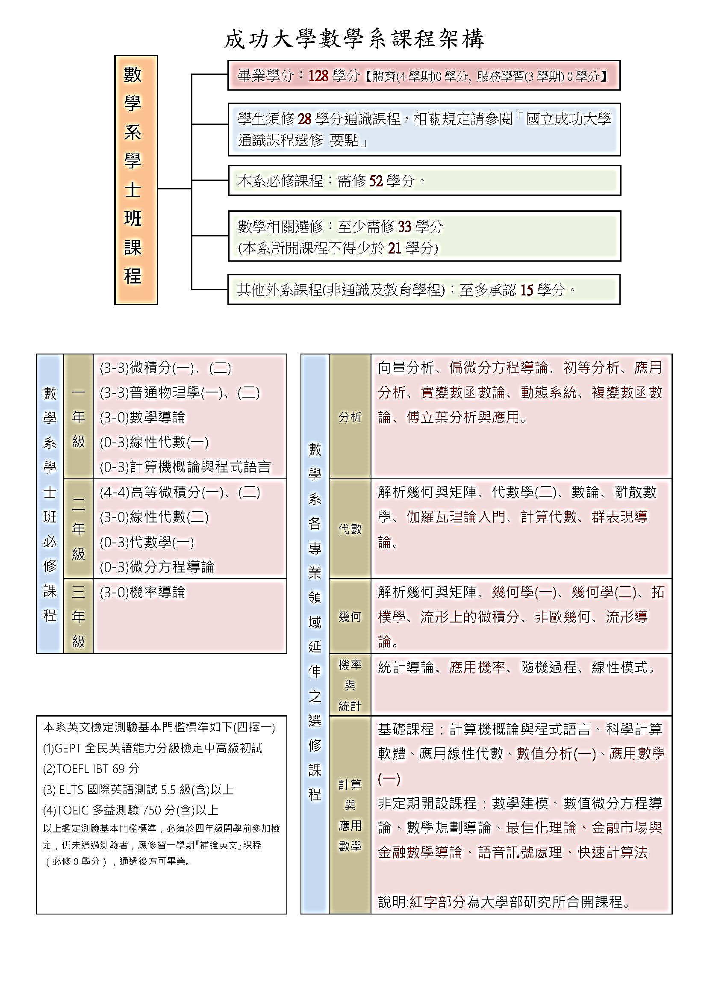 成功大學數學系課程架構
數學系學士班課程
畢業學分：128 學分【體育(4 學期)0 學分, 服務學習(3 學期) 0 學分】
學生須修 28 學分通識課程，相關規定請參閱「國立成功大學
通識課程選修 要點」
本系必修課程：需修 52 學分。
數學相關選修：至少需修 33 學分
(本系所開課程不得少於 21 學分)
其他外系課程(非通識及教育學程)：至多承認 15 學分。
數學系學士班必修課程
一年級
(3-3)微積分(一)、(二)
(3-3)普通物理學(一)、(二)
(3-0)數學導論
(0-3)線性代數(一)
(0-3)計算機概論與程式語言
二年級
(4-4)高等微積分(一)、(二)
(3-0)線性代數(二)
(0-3)代數學(一)
(0-3)微分方程導論
三年級
(3-0)機率導論
本系英文檢定測驗基本門檻標準如下(四擇一)
(1)GEPT 全民英語能力分級檢定中高級初試
(2)TOEFL IBT 69 分
(3)IELTS 國際英語測試 5.5 級(含)以上
(4)TOEIC 多益測驗 750 分(含)以上
以上鑑定測驗基本門檻標準，必須於四年級開學前參加檢
定，仍未通過測驗者，應修習一學期『補強英文』課程
（必修 0 學分），通過後方可畢業。
數學系各專業領域延伸之選修課程
分析
向量分析、偏微分方程導論、初等分析、應用
分析、實變數函數論、動態系統、複變數函數
論、傅立葉分析與應用。
代數
解析幾何與矩陣、代數學(二)、數論、離散數
學、伽羅瓦理論入門、計算代數、群表現導
論。
幾何
解析幾何與矩陣、幾何學(一)、幾何學(二)、拓
樸學、流形上的微積分、非歐幾何、流形導
論。
機率
與
統計
統計導論、應用機率、隨機過程、線性模式。
計算
與
應用
數學
基礎課程：計算機概論與程式語言、科學計算
軟體、應用線性代數、數值分析(一)、應用數學
(一)
非定期開設課程：數學建模、數值微分方程導
論、數學規劃導論、最佳化理論、金融市場與
金融數學導論、語音訊號處理、快速計算法
說明:紅字部分為大學部研究所合開課程。